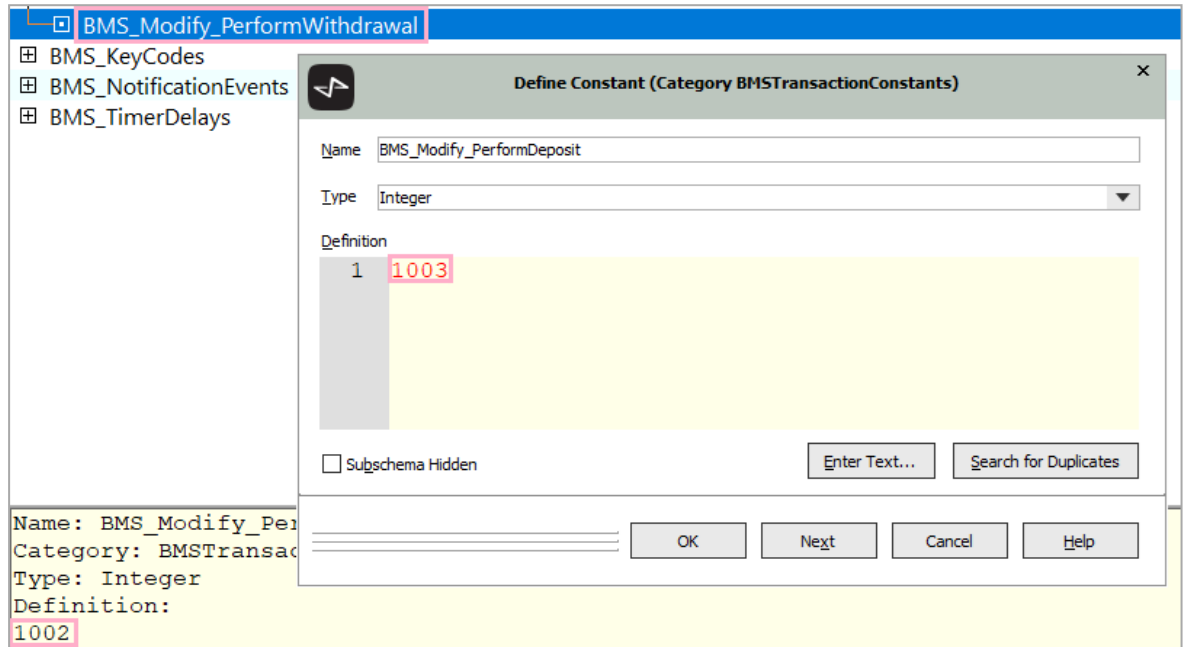 BMS_Modify_PerformWithdrawal
BMS_KeyCodes
BMS_NotificationEvents
BMS_TimerDelays
Define Constant (Category BMSTransactionConstants)
×
Name BMS_Modify_PerformDeposit
Type Integer
Definition
1 1003
Subschema Hidden
Enter Text...
Search for Duplicates
OK
Next
Cancel
Help
Name: BMS_Modify_Per
Category: BMSTransac
Type: Integer
Definition:
1002